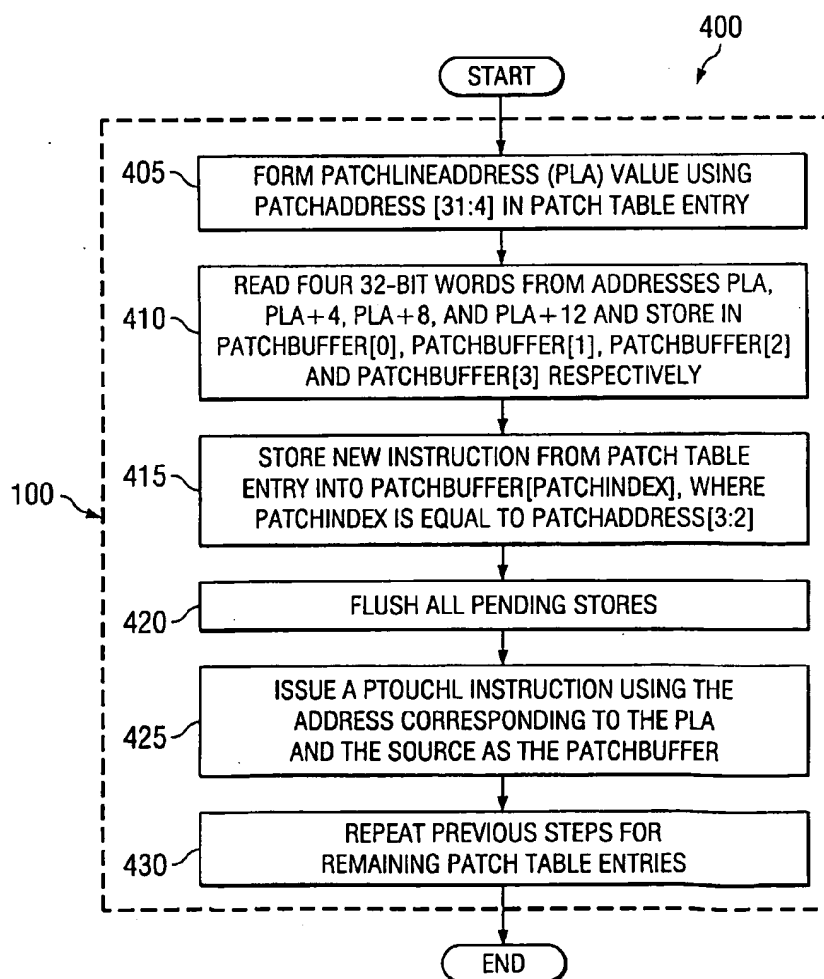 400
START
405
FORM PATCHLINEADDRESS (PLA) VALUE USING
PATCHADDRESS [31:4] IN PATCH TABLE ENTRY
410
READ FOUR 32-BIT WORDS FROM ADDRESSES PLA,
PLA+4, PLA+8, AND PLA+12 AND STORE IN
PATCHBUFFER[0], PATCHBUFFER[1], PATCHBUFFER[2]
AND PATCHBUFFER[3] RESPECTIVELY
100
415
STORE NEW INSTRUCTION FROM PATCH TABLE
ENTRY INTO PATCHBUFFER[PATCHINDEX], WHERE
PATCHINDEX IS EQUAL TO PATCHADDRESS[3:2]
420
FLUSH ALL PENDING STORES
425
ISSUE A PTOUCHL INSTRUCTION USING THE
ADDRESS CORRESPONDING TO THE PLA
AND THE SOURCE AS THE PATCHBUFFER
430
REPEAT PREVIOUS STEPS FOR
REMAINING PATCH TABLE ENTRIES
END